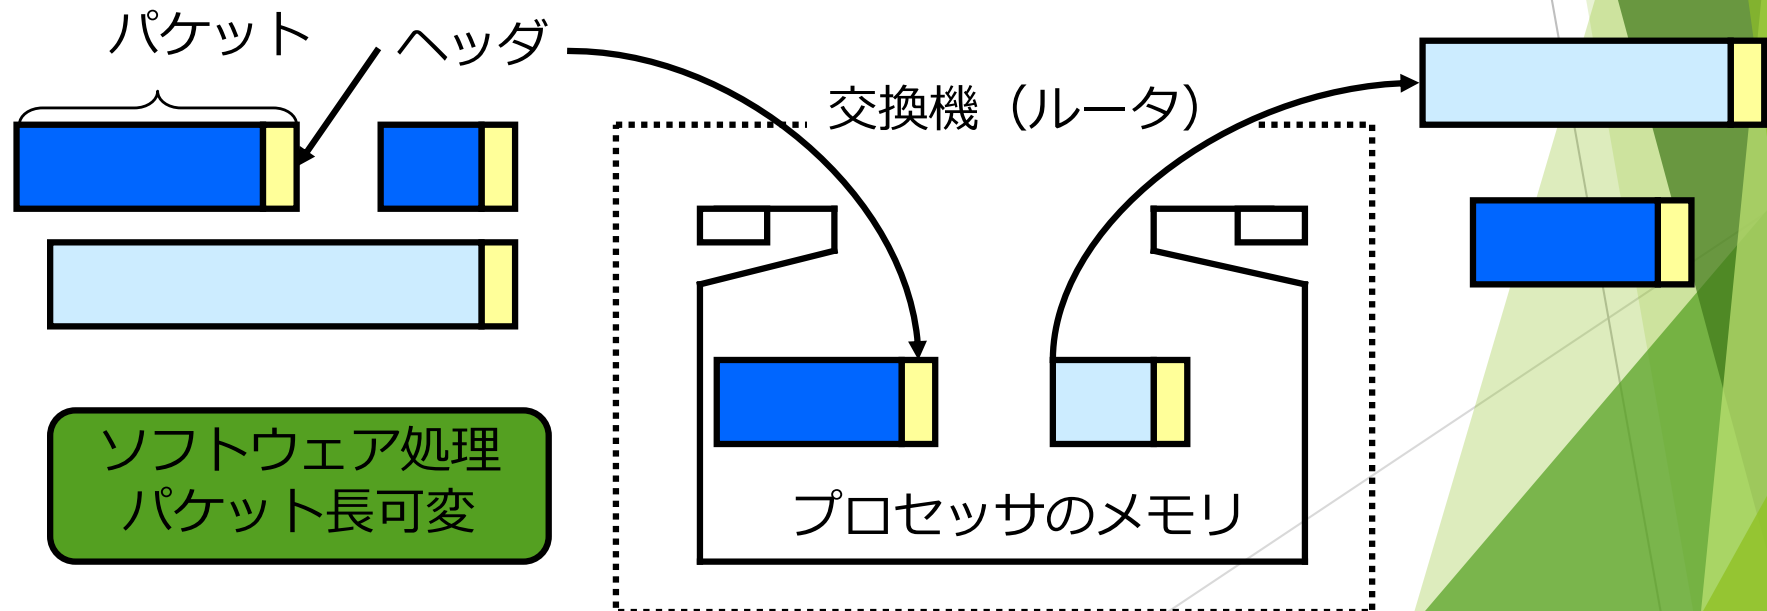 パケット
ヘッダ
交換機（ルータ）
ソフトウェア処理
パケット長可変
プロセッサのメモリ